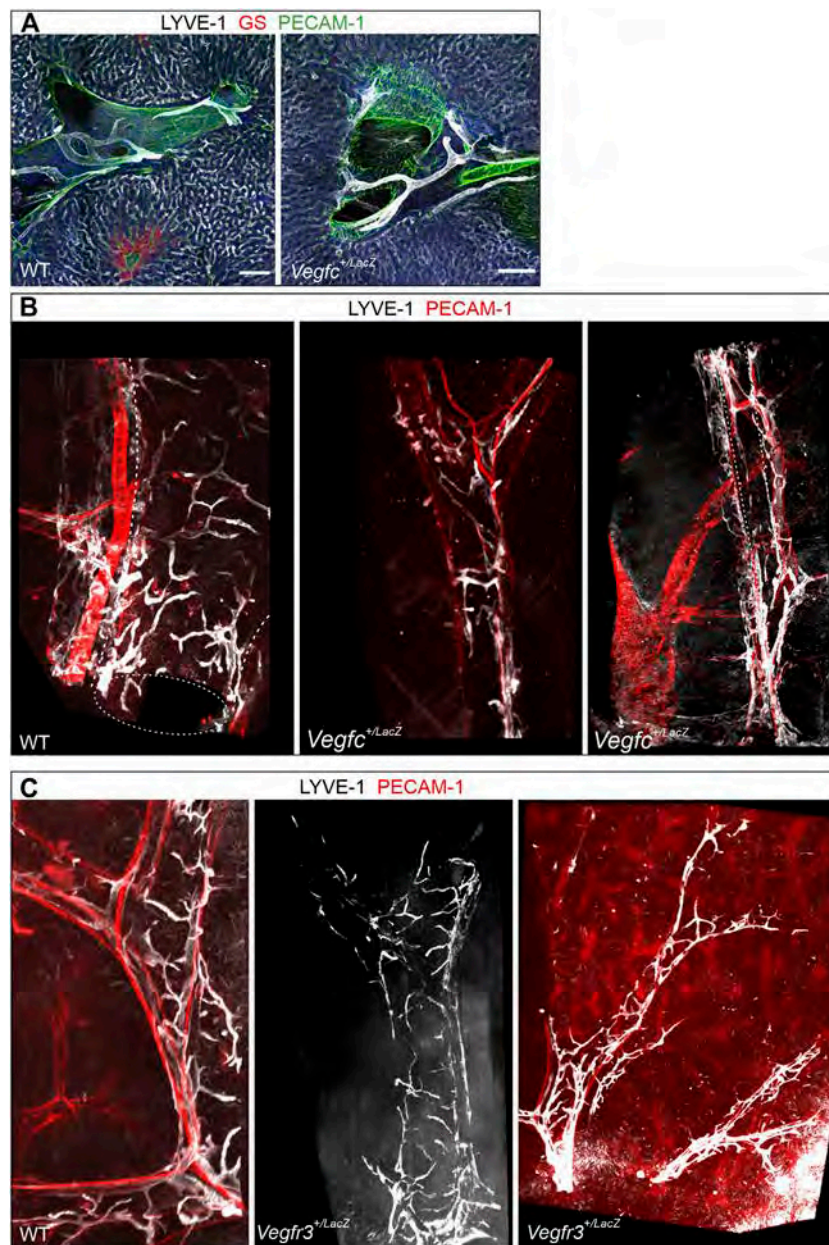 A
LYVE-1 GS PECAM-1
WT
Vegfc+/LacZ
B
LYVE-1 PECAM-1
WT
Vegfc+/LacZ
Vegfc+/LacZ
C
LYVE-1 PECAM-1
WT
Vegfr3+/LacZ
Vegfr3+/LacZ